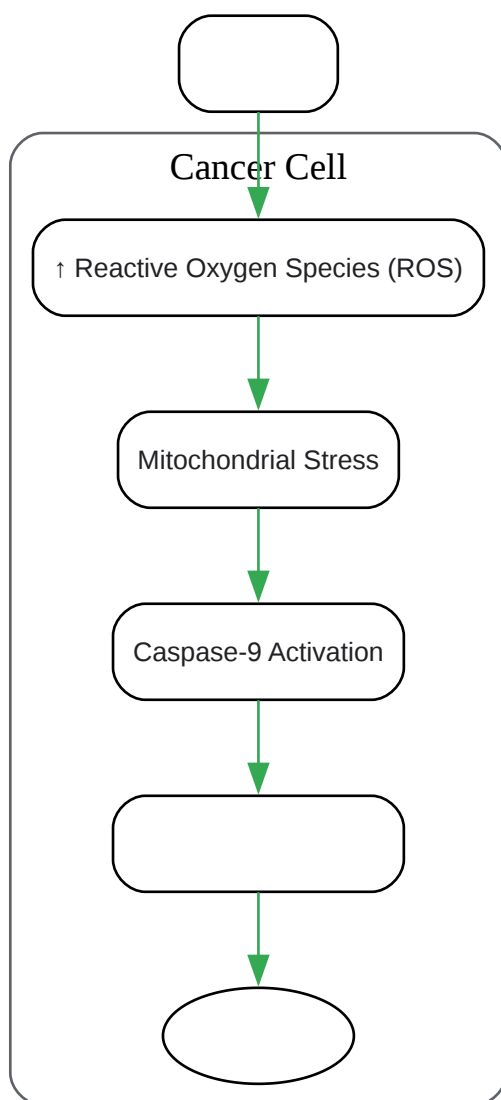 Cancer Cell
↑ Reactive Oxygen Species (ROS)
Mitochondrial Stress
Caspase-9 Activation